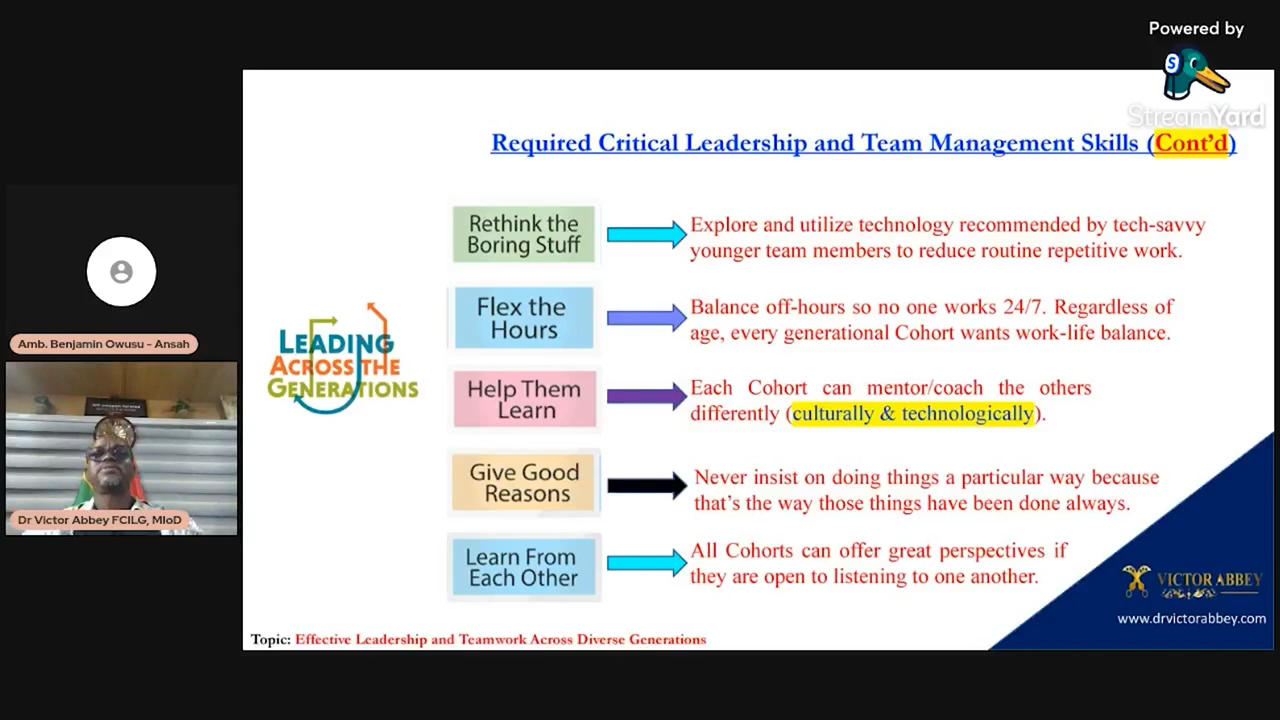 Powered by
StreamYard
Required Critical Leadership and Team Management Skills (Cont'd)
Rethink the
Boring Stuff
Explore and utilize technology recommended by tech-savvy
younger team members to reduce routine repetitive work.
Flex the
Hours
Balance off-hours so no one works 24/7. Regardless of
age, every generational Cohort wants work-life balance.
LEADING
ACROSS THE
GENERATIONS
Help Them
Learn
Each Cohort can mentor/coach the others
differently (culturally & technologically).
Give Good
Reasons
Never insist on doing things a particular way because
that's the way those things have been done always.
Learn From
Each Other
All Cohorts can offer great perspectives if
they are open to listening to one another.
Amb. Benjamin Owusu - Ansah
Dr Victor Abbey FCILG, MIoD
VICTOR ABBEY
www.drvictorabbey.com
Topic: Effective Leadership and Teamwork Across Diverse Generations